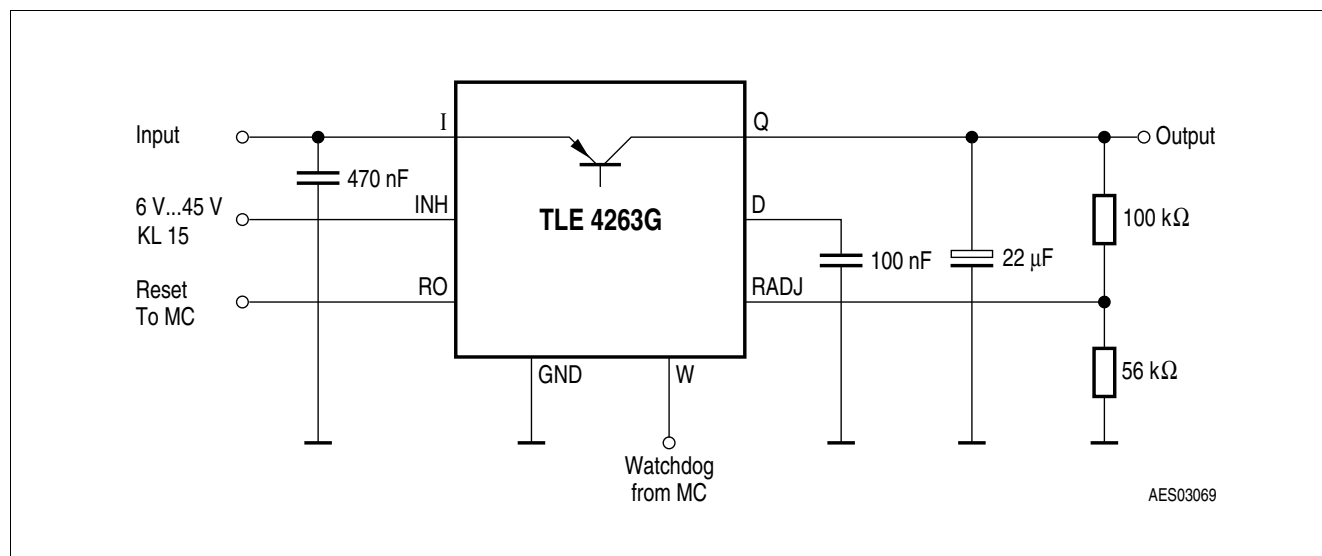 Input
I
Q
Output
470 nF
6 V...45 V
KL 15
INH
TLE 4263G
D
100 kΩ
100 nF
22 μF
Reset
To MC
RO
RADJ
GND
W
56 kΩ
Watchdog
from MC
AES03069